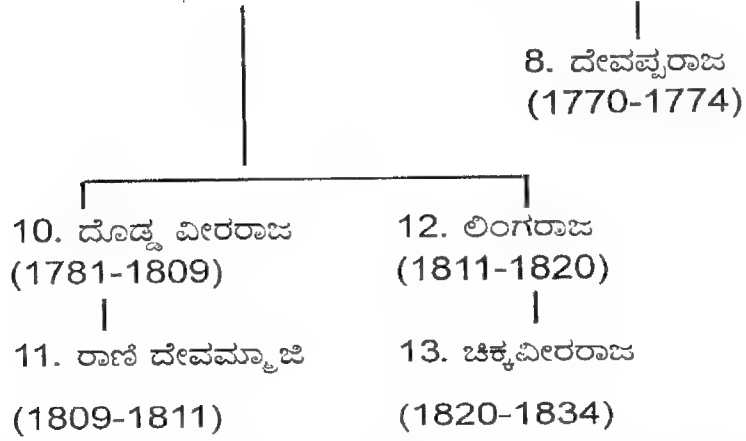 8. ದೇವಪ್ಪರಾಜ
(1770-1774)
10. ದೊಡ್ಡ ವೀರರಾಜ
(1781-1809)
12. ಲಿಂಗರಾಜ
(1811-1820)
11. ರಾಣಿ ದೇವಮ್ಮಾಜಿ
(1809-1811)
13. ಚಿಕ್ಕವೀರರಾಜ
(1820-1834)